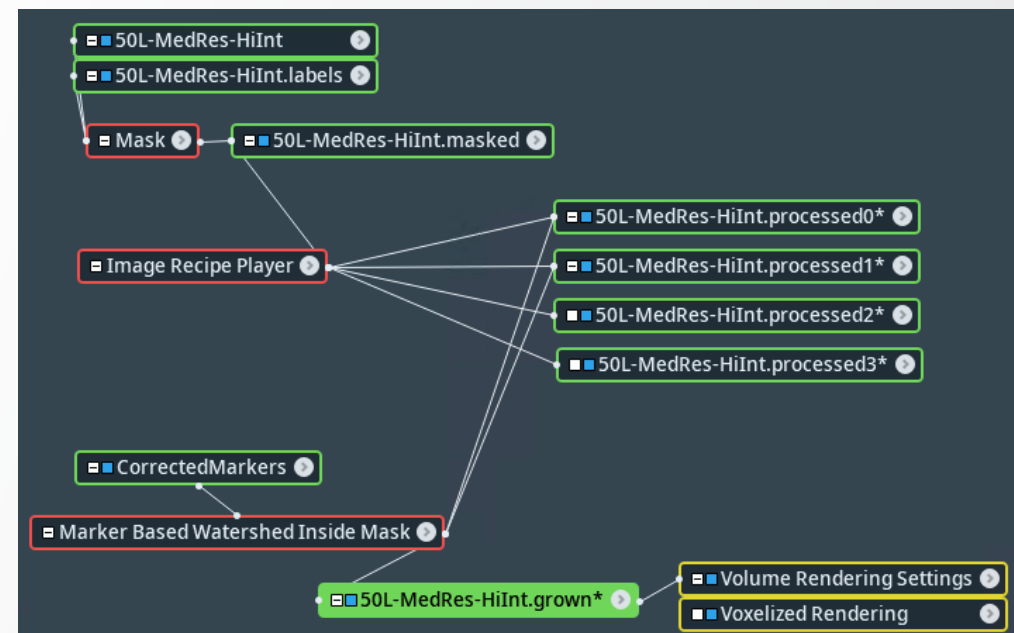 50L-MedRes-HiInt
50L-MedRes-HiInt.labels
Mask
50L-MedRes-HiInt.masked
50L-MedRes-HiInt.processed0*
Image Recipe Player
50L-MedRes-HiInt.processed1*
50L-MedRes-HiInt.processed2*
50L-MedRes-HiInt.processed3*
CorrectedMarkers
Marker Based Watershed Inside Mask
50L-MedRes-HiInt.grown*
Volume Rendering Settings
Voxelized Rendering